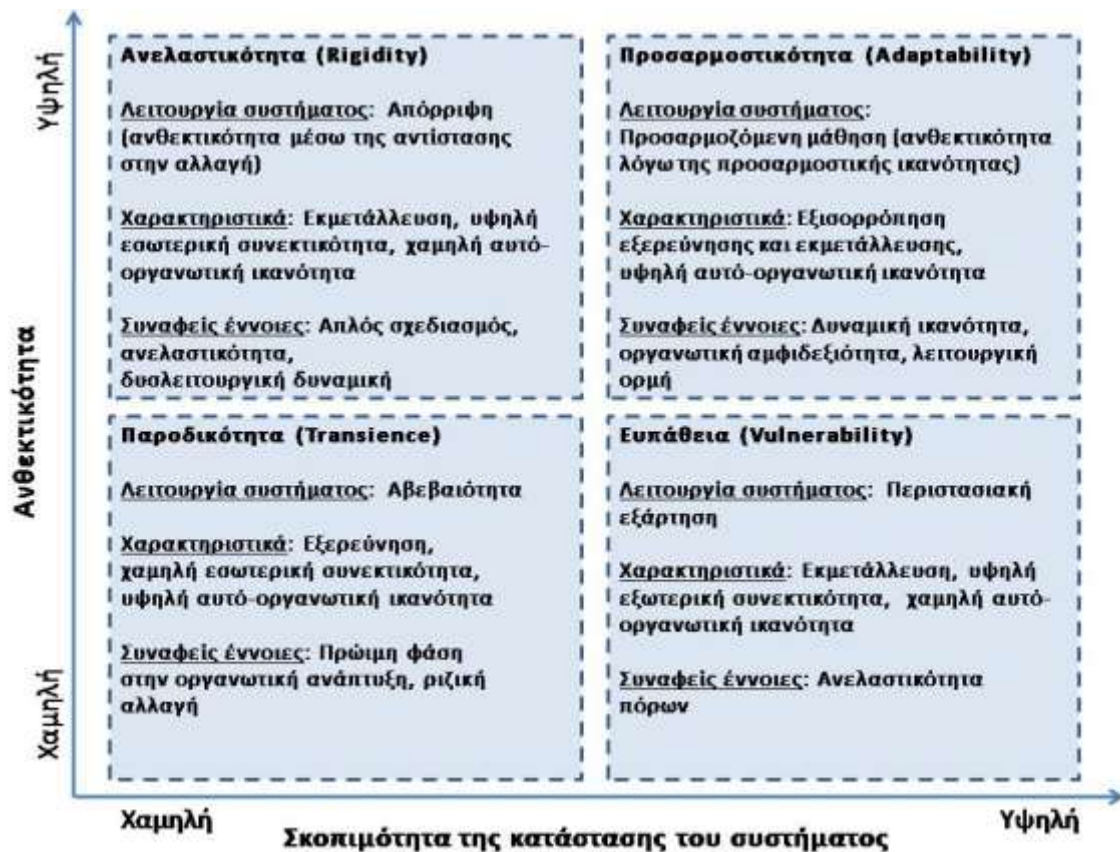 Υψηλή
Ανθεκτικότητα
Χαμηλή
Ανελαστικότητα (Rigidity)
Λειτουργία συστήματος: Απόρριψη
(ανθεκτικότητα μέσω της αντίστασης
στην αλλαγή)
Χαρακτηριστικά: Εκμετάλλευση, υψηλή
εσωτερική συνεκτικότητα, χαμηλή αυτό-
οργανωτική ικανότητα
Συναφείς έννοιες: Απλός σχεδιασμός,
ανελαστικότητα,
δυσλειτουργική δυναμική
Προσαρμοστικότητα (Adaptability)
Λειτουργία συστήματος:
Προσαρμοζόμενη μάθηση (ανθεκτικότητα
λόγω της προσαρμοστικής ικανότητας)
Χαρακτηριστικά: Εξισορρόπηση
εξερεύνησης και εκμετάλλευσης,
υψηλή αυτό-οργανωτική ικανότητα
Συναφείς έννοιες: Δυναμική ικανότητα,
οργανωτική αμφιδεξιότητα, λειτουργική
ορμή
Παροδικότητα (Transience)
Λειτουργία συστήματος: Αβεβαιότητα
Χαρακτηριστικά: Εξερεύνηση,
χαμηλή εσωτερική συνεκτικότητα,
υψηλή αυτό-οργανωτική ικανότητα
Συναφείς έννοιες: Πρώιμη φάση
στην οργανωτική ανάπτυξη, ριζική
αλλαγή
Ευπάθεια (Vulnerability)
Λειτουργία συστήματος: Περιστασιακή
εξάρτηση
Χαρακτηριστικά: Εκμετάλλευση, υψηλή
εξωτερική συνεκτικότητα, χαμηλή αυτό-
οργανωτική ικανότητα
Συναφείς έννοιες: Ανελαστικότητα
πόρων
Χαμηλή
Σκοπιμότητα της κατάστασης του συστήματος
Υψηλή